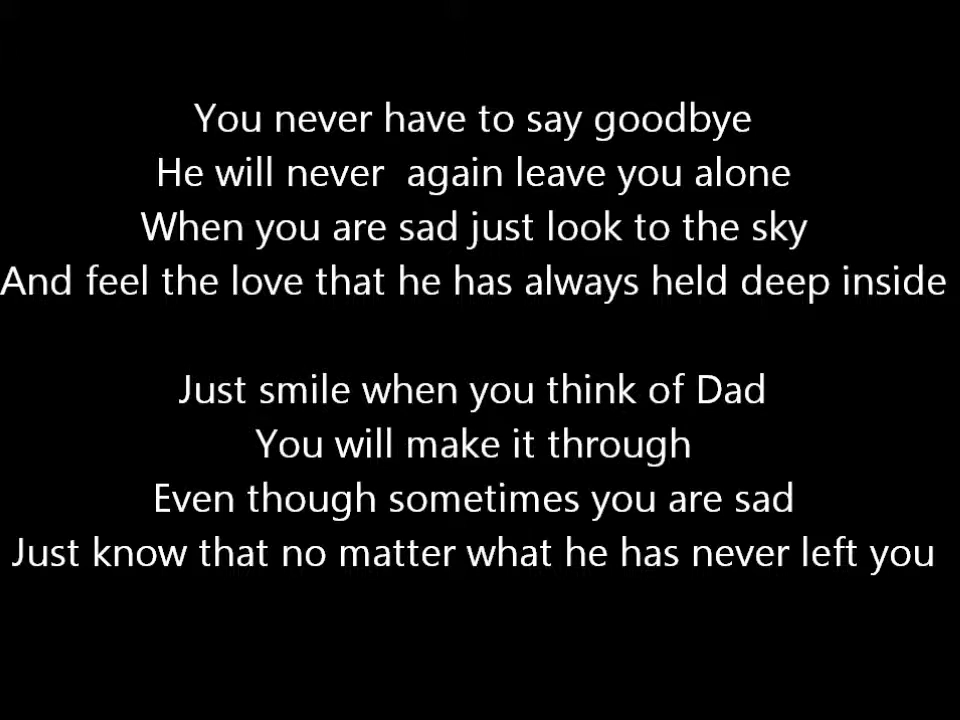 You never have to say goodbye
He will never  again leave you alone
When you are sad just look to the sky
And feel the love that he has always held deep inside
Just smile when you think of Dad
You will make it through
Even though sometimes you are sad
Just know that no matter what he has never left you